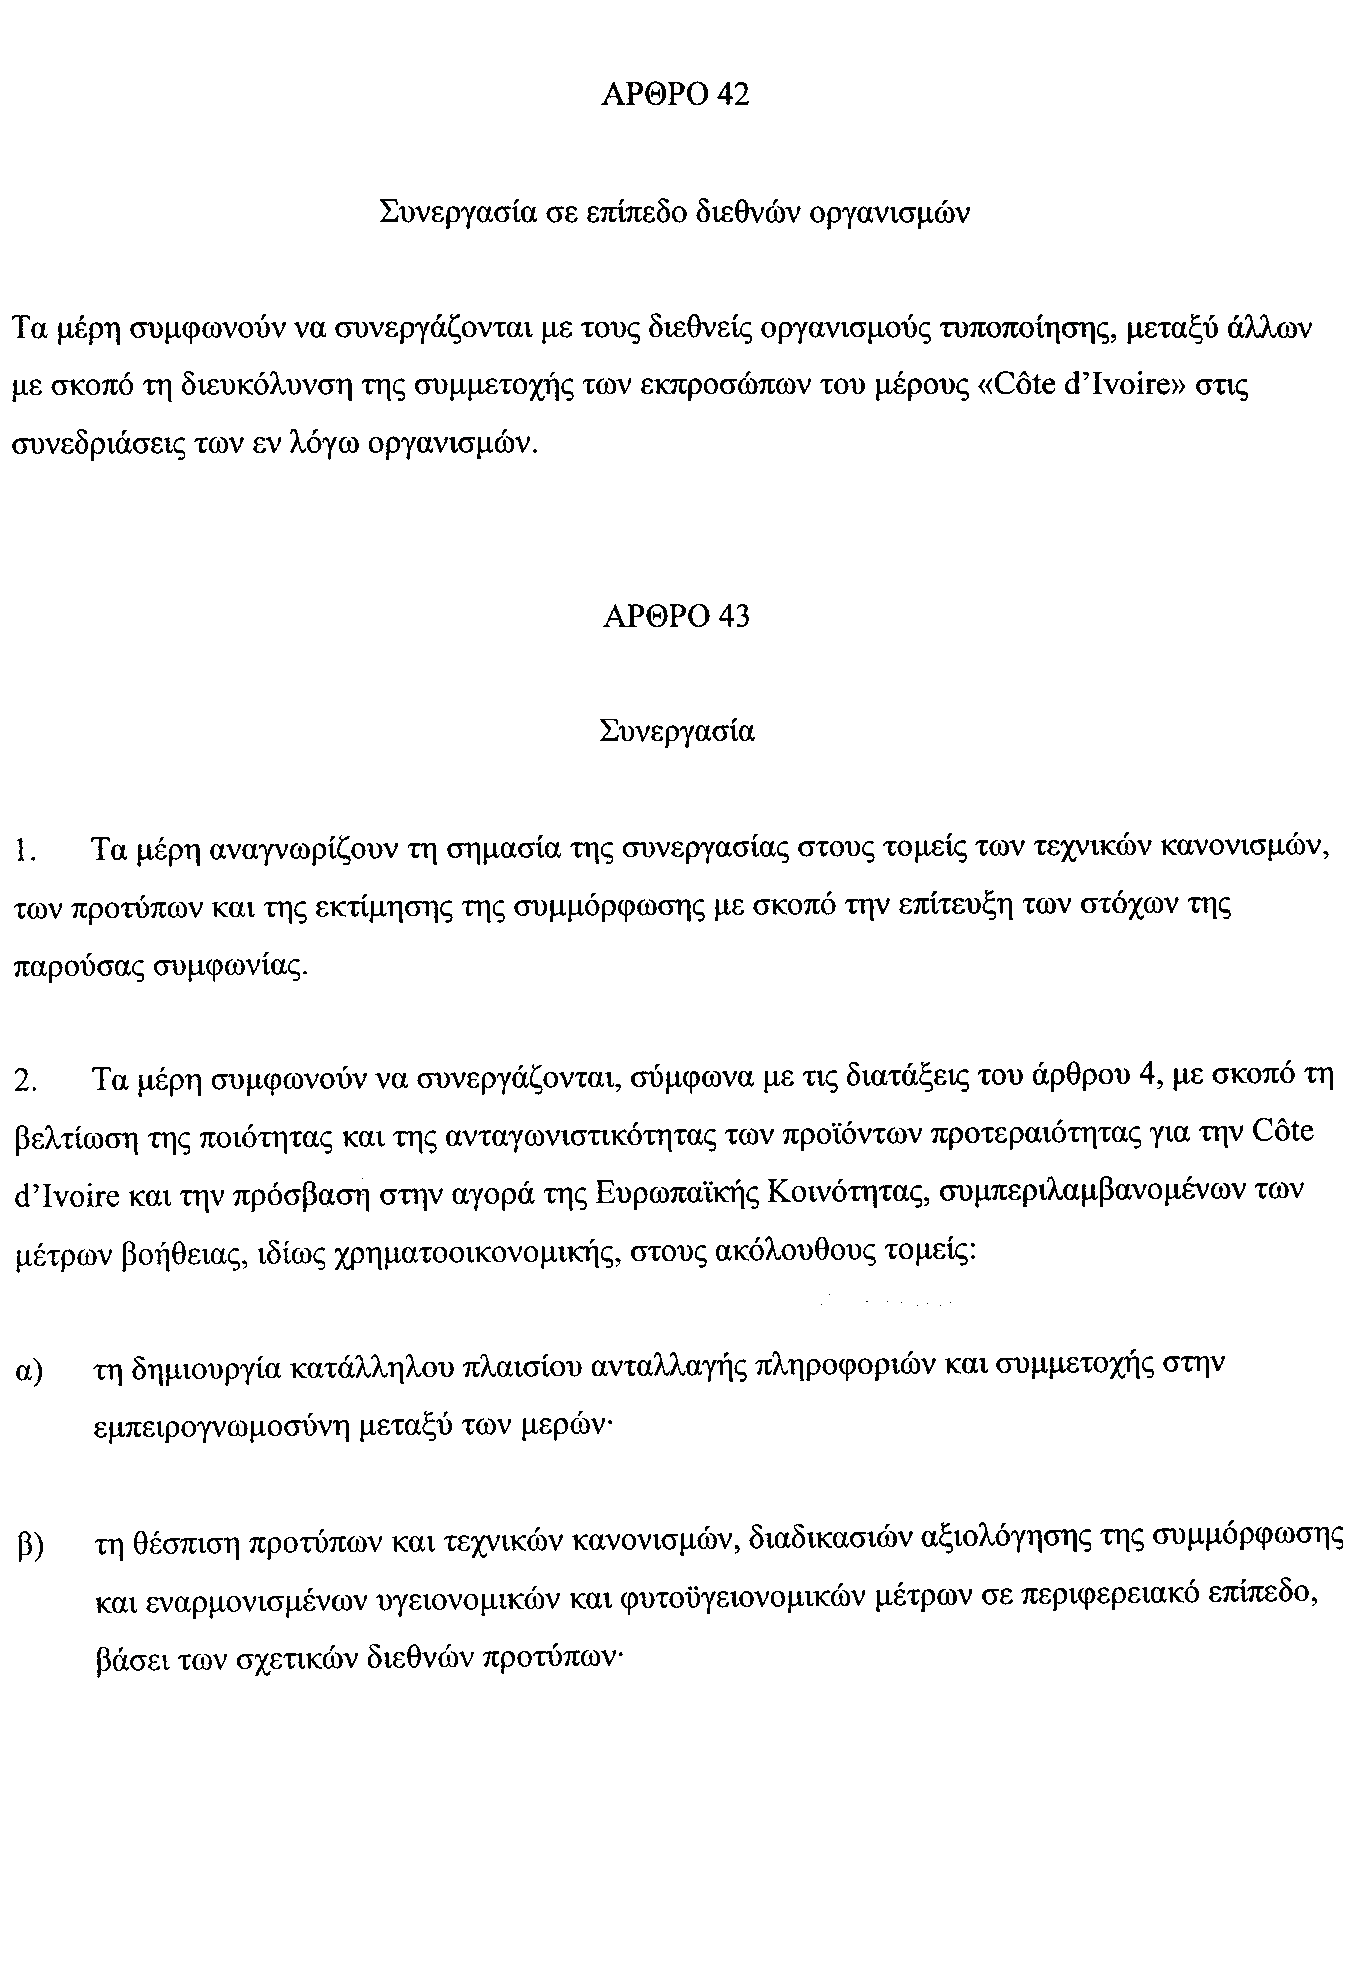 ΑΡΘΡΟ 42
Συνεργασία σε επίπεδο διεθνών οργανισμών
Τα μέρη συμφωνούν να συνεργάζονται με τους διεθνείς οργανισμούς τυποποίησης, μεταξύ άλλων
με σκοπό τη διευκόλυνση της συμμετοχής των εκπροσώπων του μέρους «Côte d’Ivoire» στις
συνεδριάσεις των εν λόγω οργανισμών.
ΑΡΘΡΟ 43
Συνεργασία
1. Τα μέρη αναγνωρίζουν τη σημασία της συνεργασίας στους τομείς των τεχνικών κανονισμών,
των προτύπων και της εκτίμησης της συμμόρφωσης με σκοπό την επίτευξη των στόχων της
παρούσας συμφωνίας.
2. Τα μέρη συμφωνούν να συνεργάζονται, σύμφωνα με τις διατάξεις του άρθρου 4, με σκοπό τη
βελτίωση της ποιότητας και της ανταγωνιστικότητας των προϊόντων προτεραιότητας για την Côte
d’Ivoire και την πρόσβαση στην αγορά της Ευρωπαϊκής Κοινότητας, συμπεριλαμβανομένων των
μέτρων βοήθειας, ιδίως χρηματοοικονομικής, στους ακόλουθους τομείς:
α) τη δημιουργία κατάλληλου πλαισίου ανταλλαγής πληροφοριών και συμμετοχής στην
εμπειρογνωμοσύνη μεταξύ των μερών·
β) τη θέσπιση προτύπων και τεχνικών κανονισμών, διαδικασιών αξιολόγησης της συμμόρφωσης
και εναρμονισμένων υγειονομικών και φυτοϋγειονομικών μέτρων σε περιφερειακό επίπεδο,
βάσει των σχετικών διεθνών προτύπων·